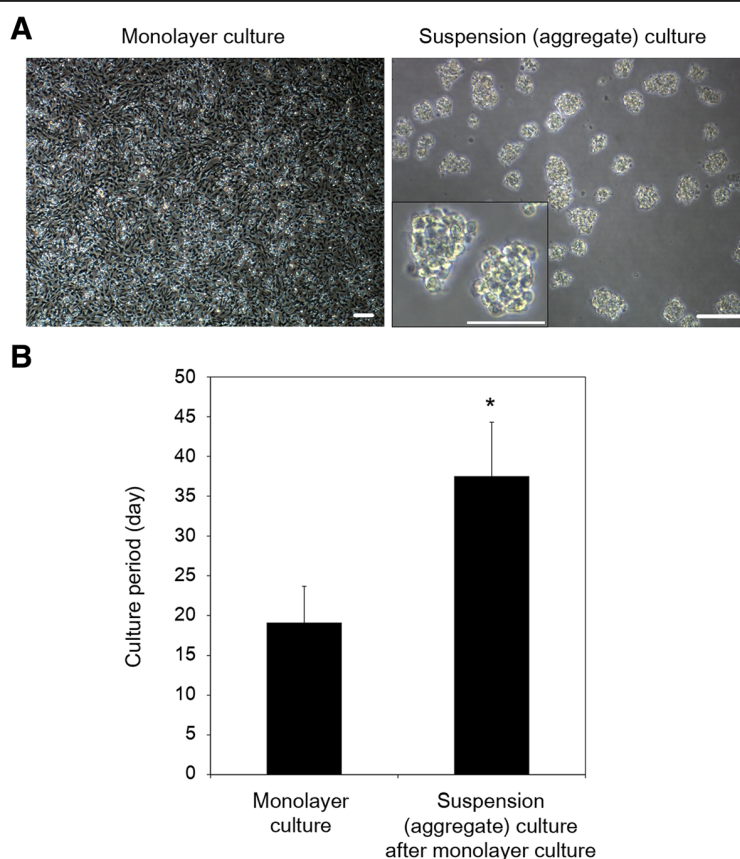 A
Monolayer culture
Suspension (aggregate) culture
B
Culture period (day)
50
45
40
35
30
25
20
15
10
5
0
*
Monolayer
culture
Suspension
(aggregate) culture
after monolayer culture